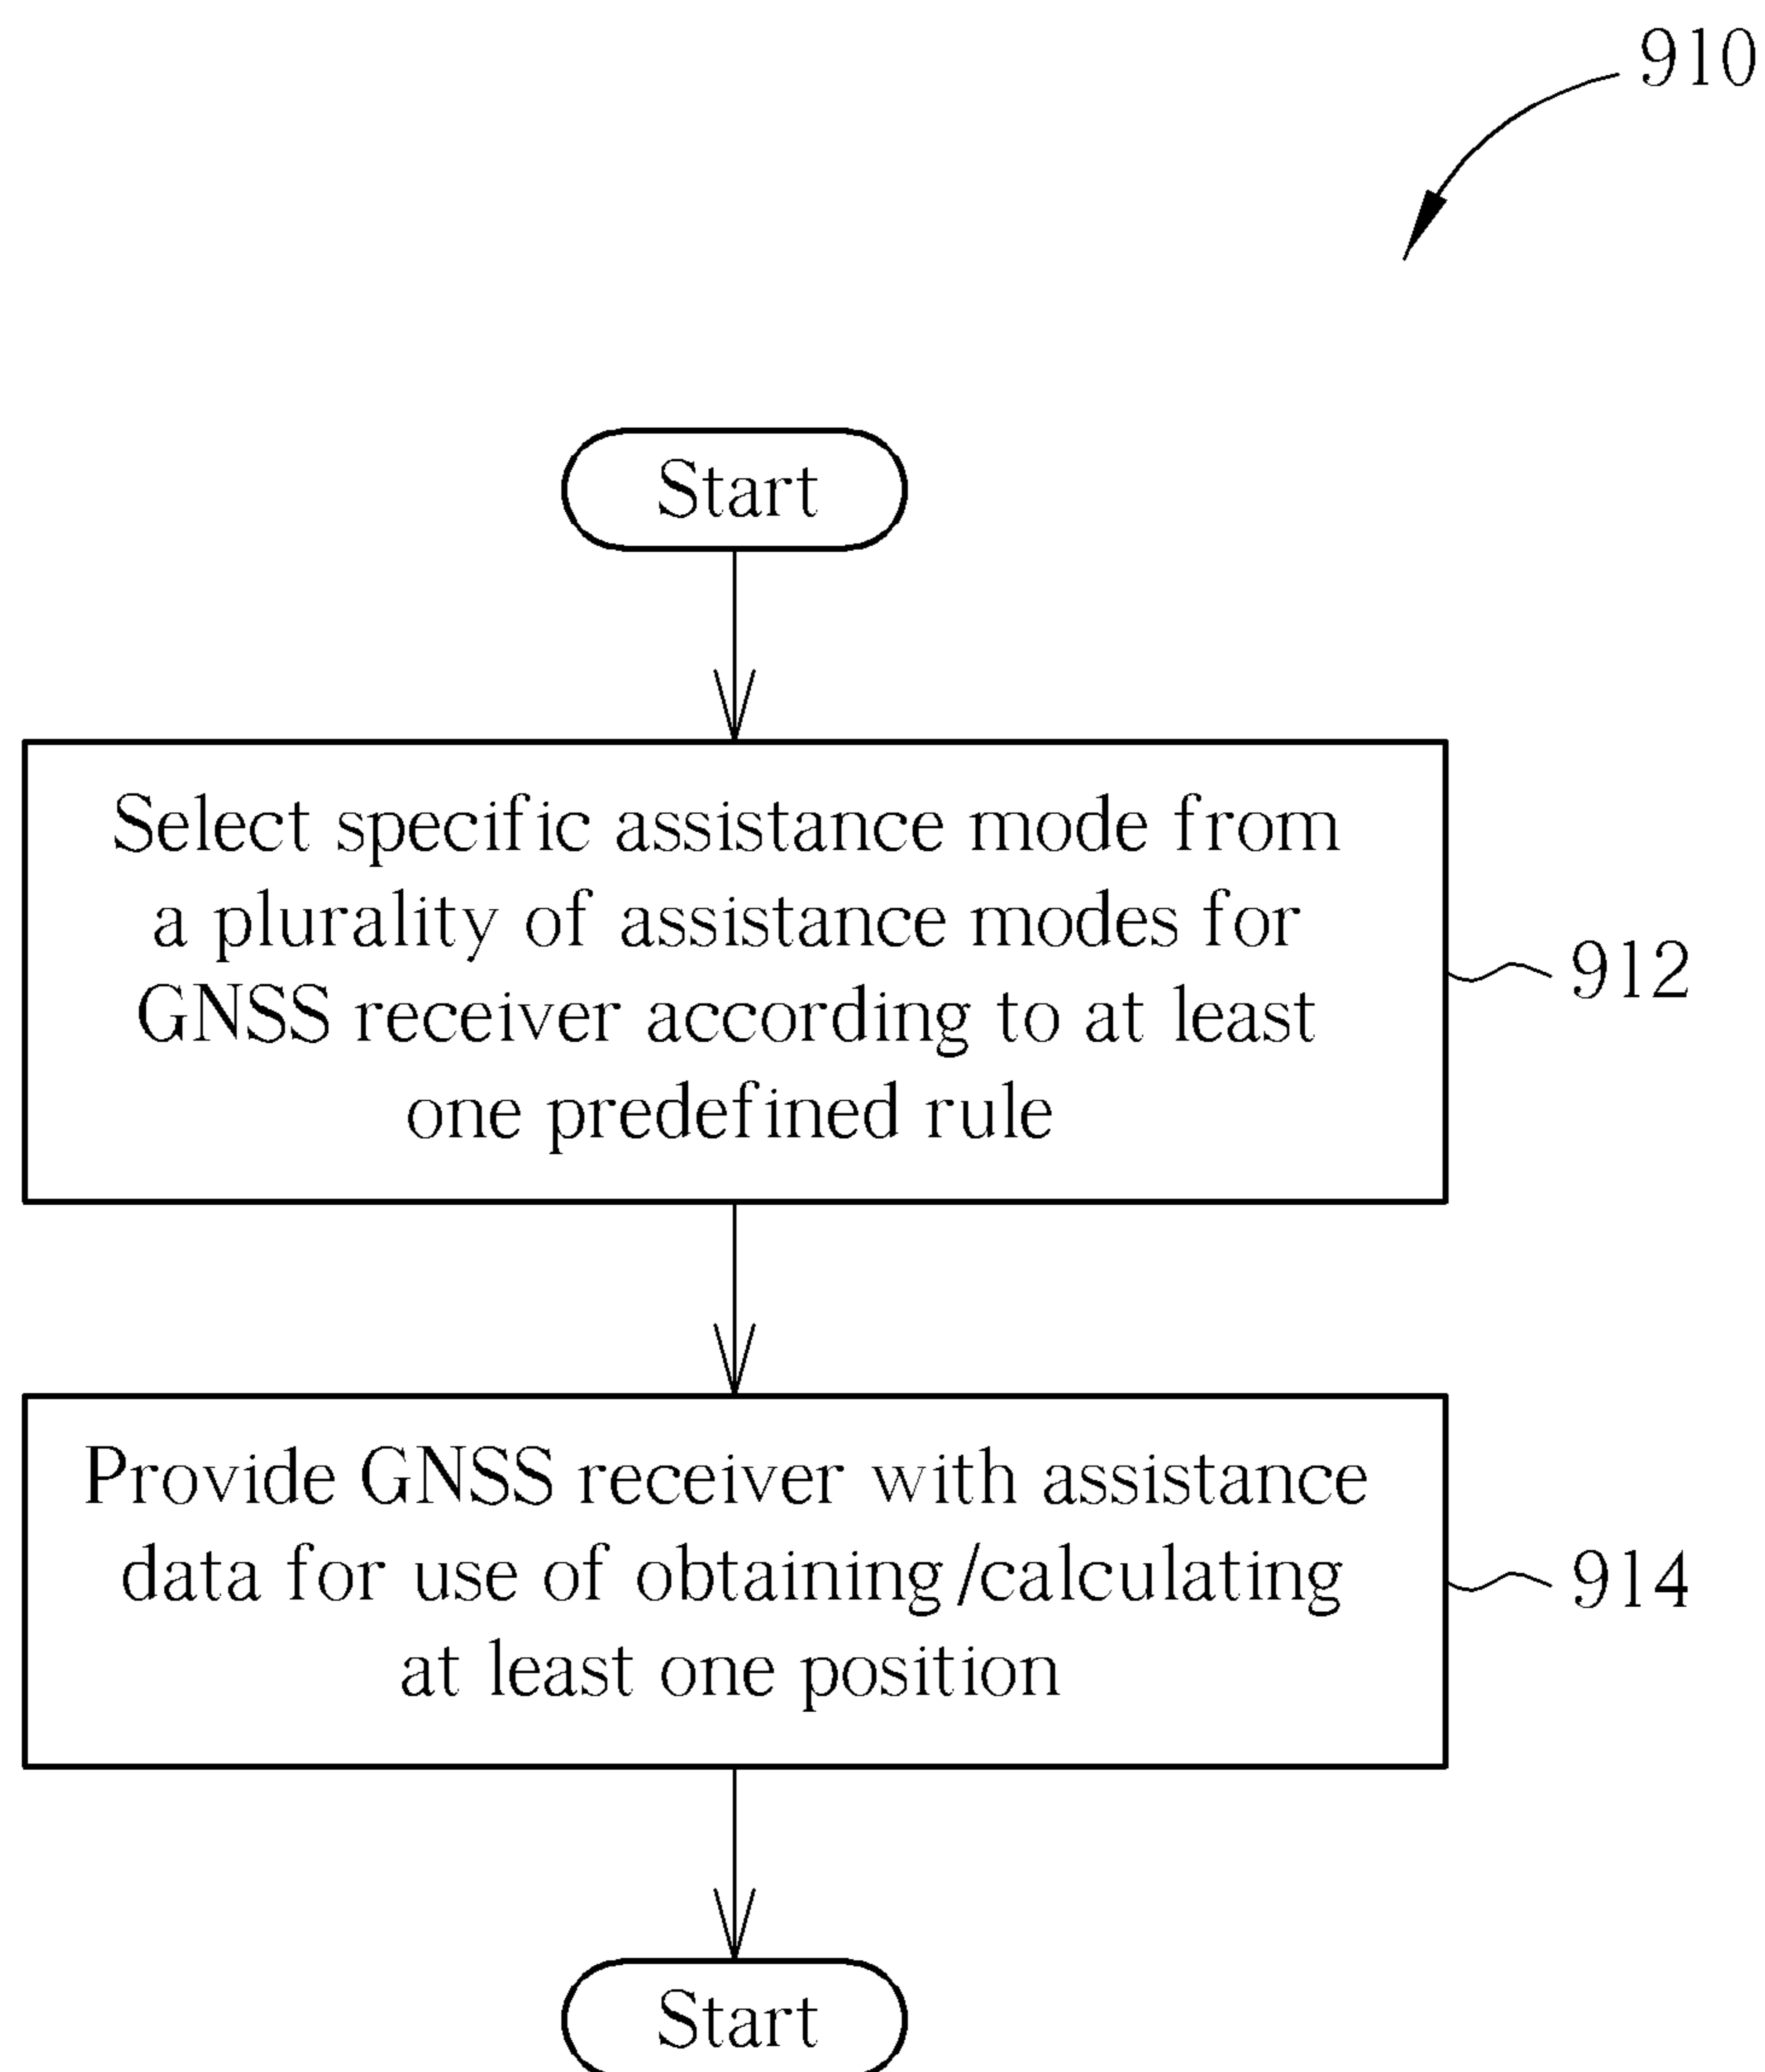 910
Start
Select specific assistance mode from
a plurality of assistance modes for
GNSS receiver according to at least
one predefined rule
912
Provide GNSS receiver with assistance
data for use of obtaining/calculating
at least one position
914
Start